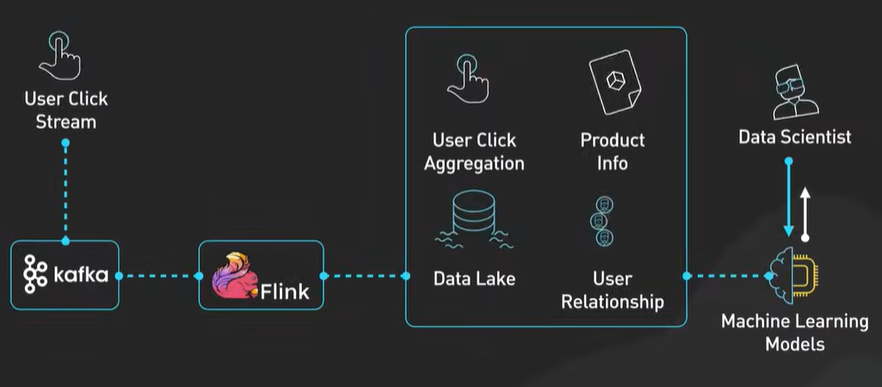 User Click
Stream
kafka
Flink
User Click
Aggregation
Product
Info
Data Lake
User
Relationship
Data Scientist
Machine Learning
Models